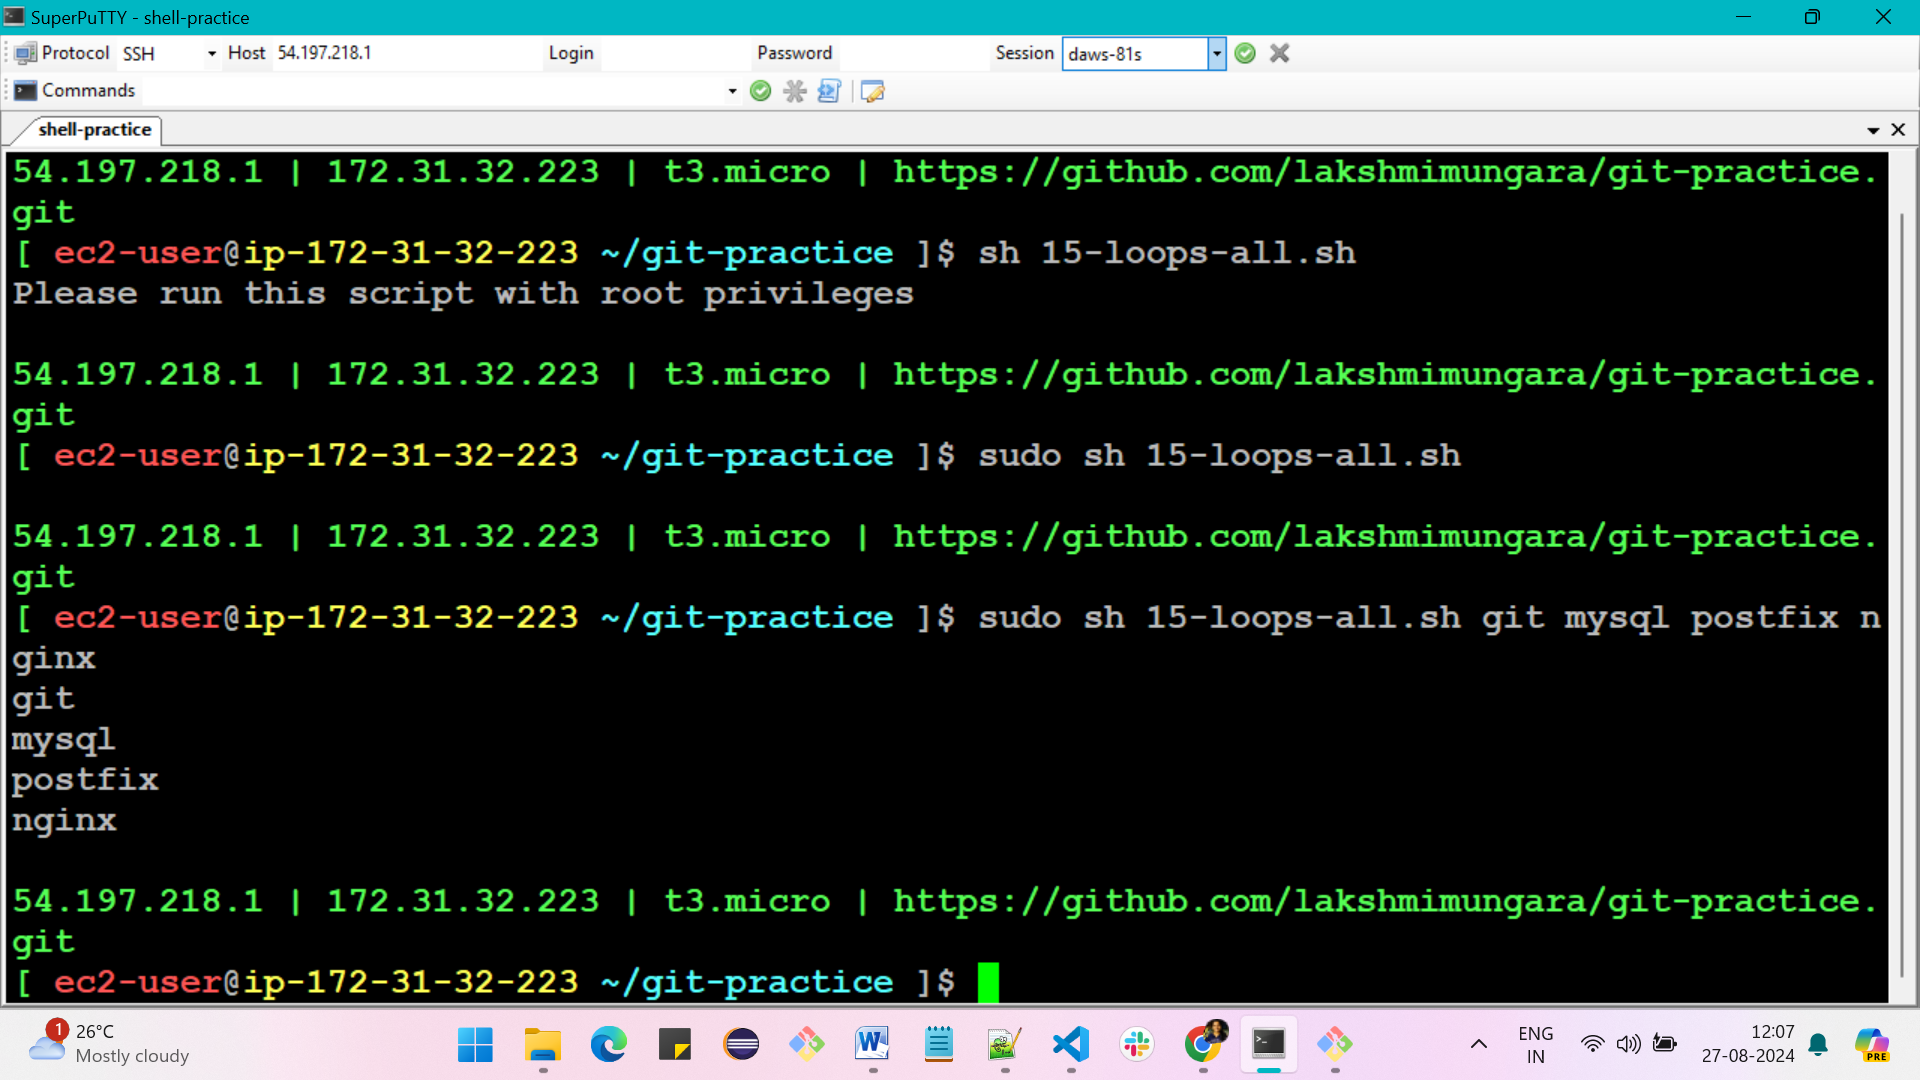 SuperPuTTY - shell-practice
Protocol SSH Host 54.197.218.1 Login Password Session daws-81s
Commands
shell-practice
54.197.218.1 | 172.31.32.223 | t3.micro | https://github.com/lakshmimungara/git-practice.
git
[ ec2-user@ip-172-31-32-223 ~/git-practice ]$ sh 15-loops-all.sh
Please run this script with root privileges
54.197.218.1 | 172.31.32.223 | t3.micro | https://github.com/lakshmimungara/git-practice.
git
[ ec2-user@ip-172-31-32-223 ~/git-practice ]$ sudo sh 15-loops-all.sh
54.197.218.1 | 172.31.32.223 | t3.micro | https://github.com/lakshmimungara/git-practice.
git
[ ec2-user@ip-172-31-32-223 ~/git-practice ]$ sudo sh 15-loops-all.sh git mysql postfix n
ginx
git
mysql
postfix
nginx
54.197.218.1 | 172.31.32.223 | t3.micro | https://github.com/lakshmimungara/git-practice.
git
[ ec2-user@ip-172-31-32-223 ~/git-practice ]$
1 26°C
Mostly cloudy
W
ENG
IN
12:07
27-08-2024
PRE